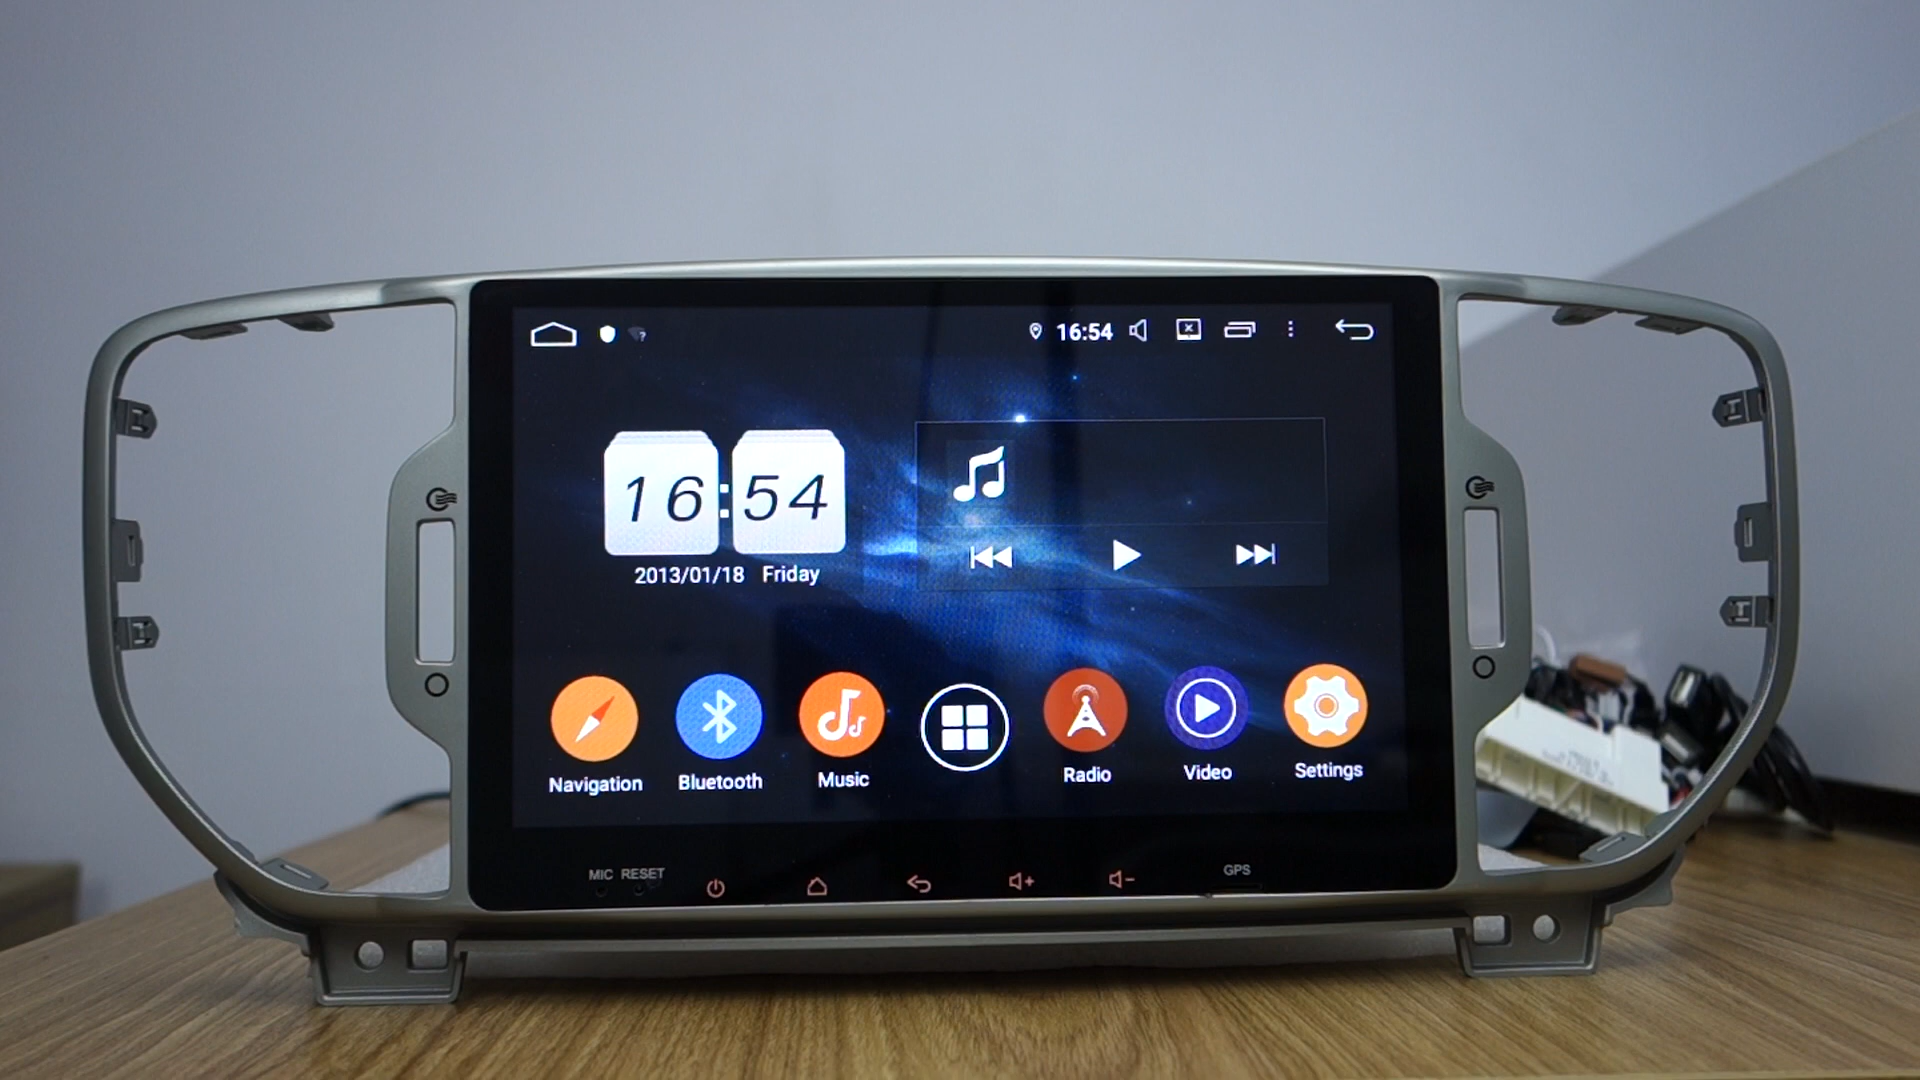 16:54
16:54
2013/01/18 Friday
Navigation
Bluetooth
Music
Radio
Video
Settings
MIC RESET
GPS